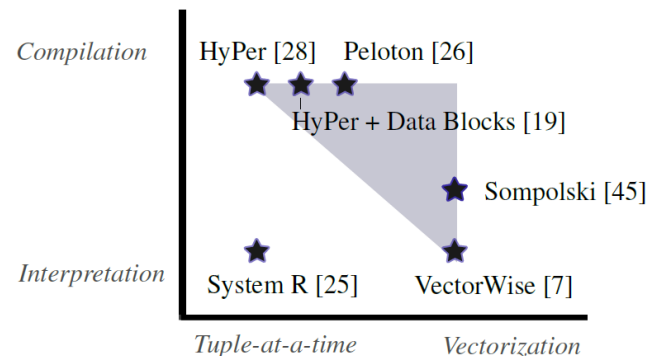 Compilation
HyPer [28]
Peloton [26]
HyPer + Data Blocks [19]
Sompolski [45]
Interpretation
System R [25]
VectorWise [7]
Tuple-at-a-time
Vectorization